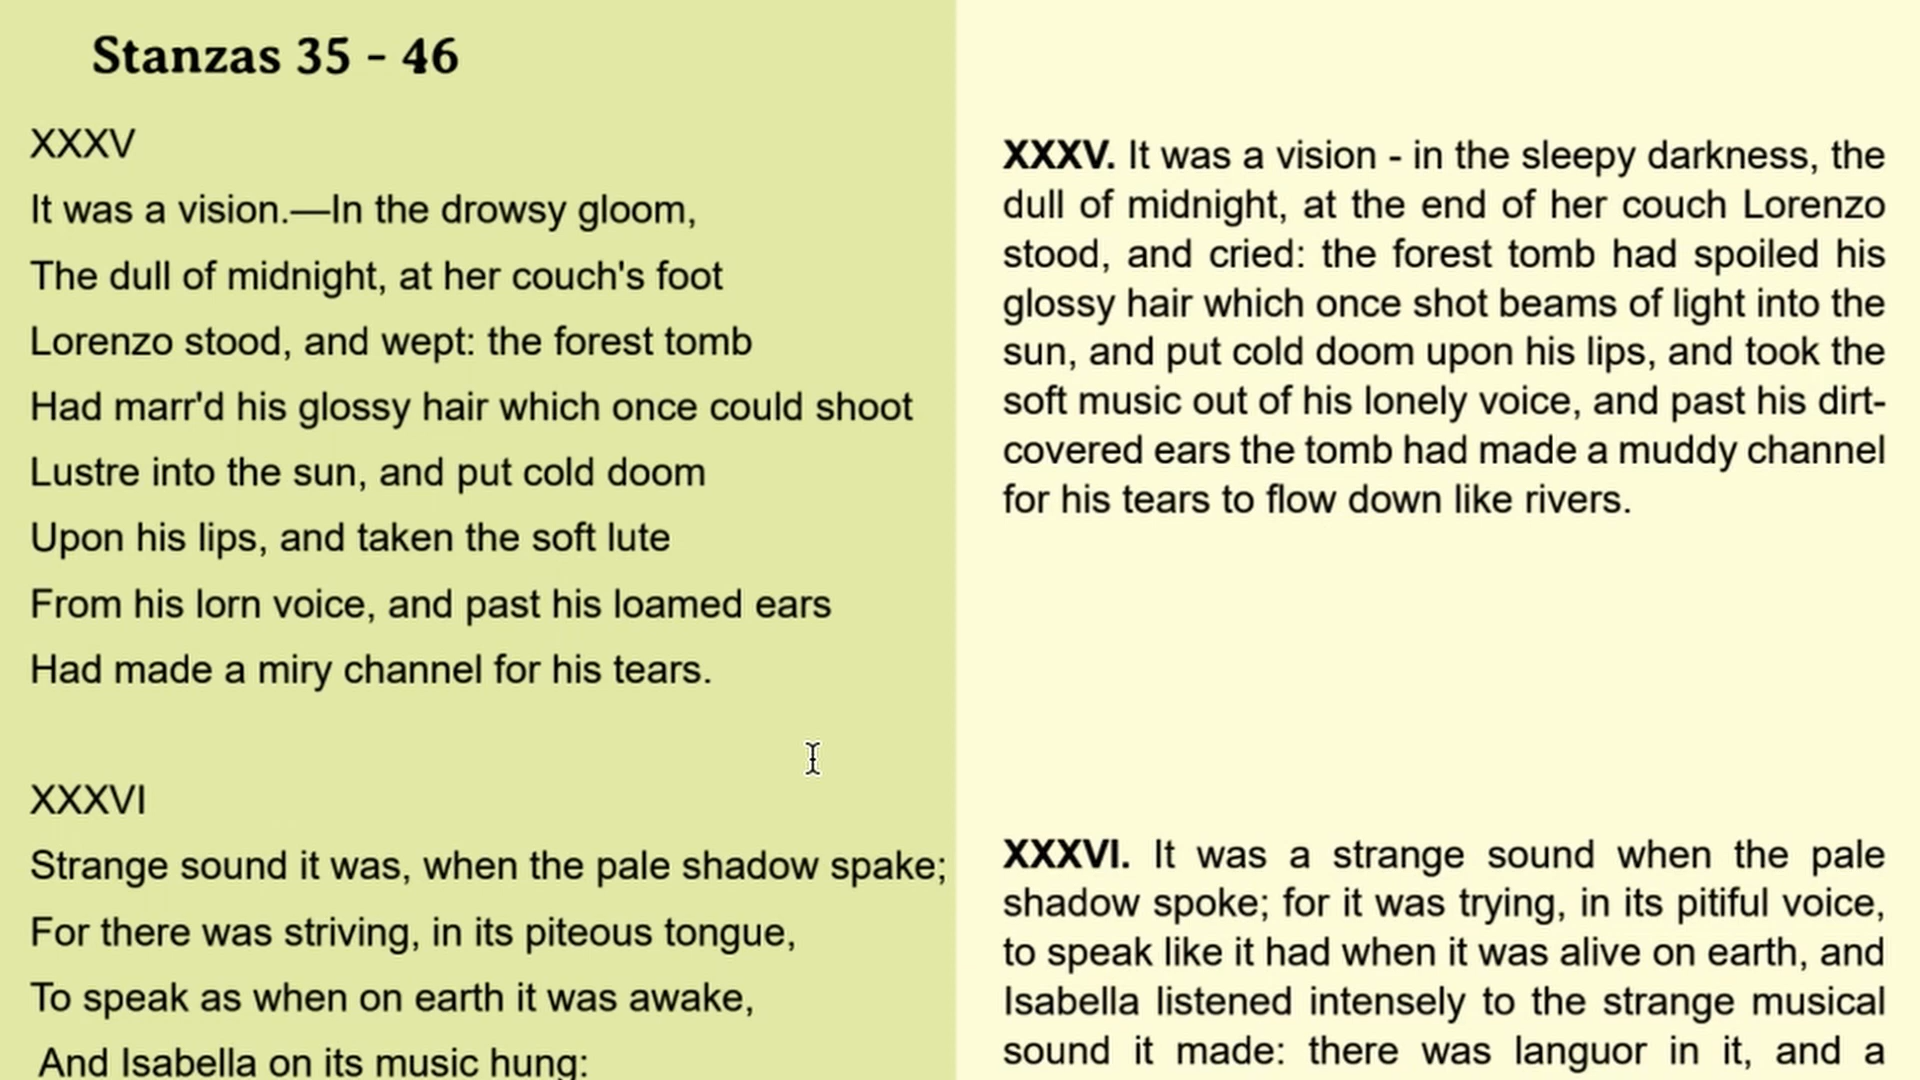 Stanzas 35 - 46
XXXV
It was a vision.—In the drowsy gloom,
The dull of midnight, at her couch's foot
Lorenzo stood, and wept: the forest tomb
Had marr'd his glossy hair which once could shoot
Lustre into the sun, and put cold doom
Upon his lips, and taken the soft lute
From his lorn voice, and past his loamed ears
Had made a miry channel for his tears.
XXXVI
Strange sound it was, when the pale shadow spake;
For there was striving, in its piteous tongue,
To speak as when on earth it was awake,
And Isabella on its music hung:
XXXV. It was a vision - in the sleepy darkness, the
dull of midnight, at the end of her couch Lorenzo
stood, and cried: the forest tomb had spoiled his
glossy hair which once shot beams of light into the
sun, and put cold doom upon his lips, and took the
soft music out of his lonely voice, and past his dirt-
covered ears the tomb had made a muddy channel
for his tears to flow down like rivers.
XXXVI. It was a strange sound when the pale
shadow spoke; for it was trying, in its pitiful voice,
to speak like it had when it was alive on earth, and
Isabella listened intensely to the strange musical
sound it made: there was languor in it, and a